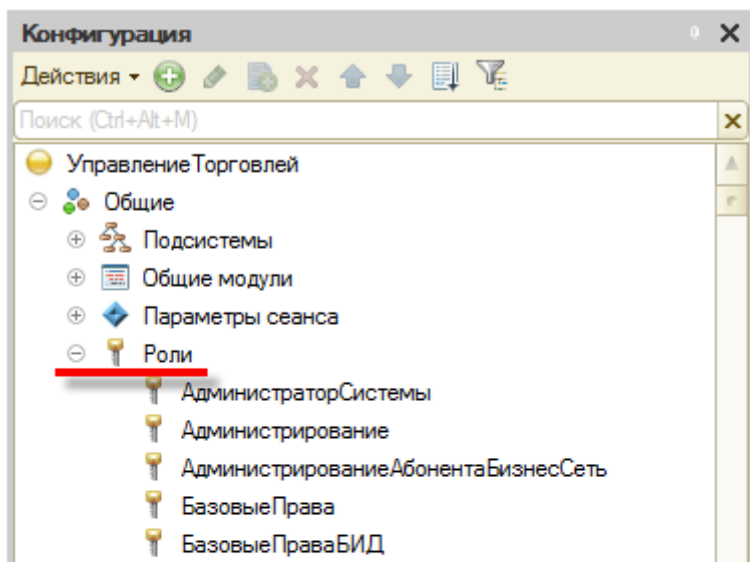 Конфигурация
Действия
Поиск (Ctrl+Alt+M)
УправлениеТорговлей
Общие
Подсистемы
Общие модули
Параметры сеанса
Роли
АдминистраторСистемы
Администрирование
АдминистрированиеАбонентаБизнесСеть
БазовыеПрава
БазовыеПраваБИД